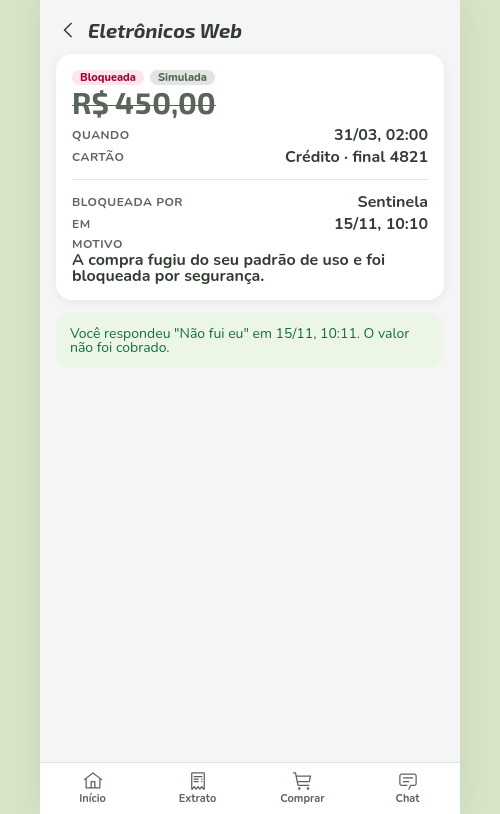 Eletrônicos Web
Bloqueada Simulada
R$ 450,00
QUANDO 31/03, 02:00
CARTÃO Crédito · final 4821
BLOQUEADA POR Sentinela
EM 15/11, 10:10
MOTIVO
A compra fugiu do seu padrão de uso e foi
bloqueada por segurança.
Você respondeu "Não fui eu" em 15/11, 10:11. O valor
não foi cobrado.
Início Extrato Comprar Chat